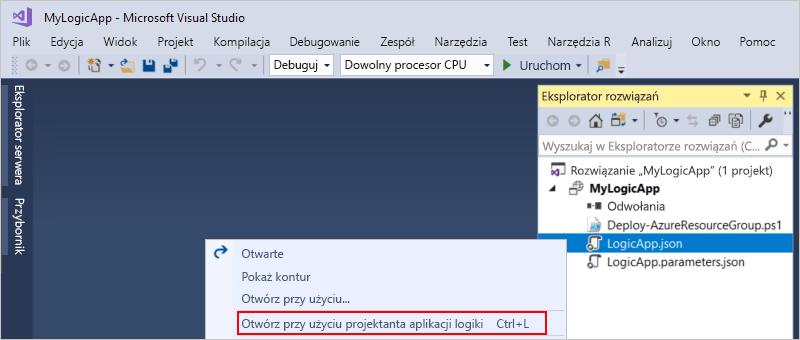 MyLogicApp - Microsoft Visual Studio
Plik Edycja Widok Projekt Kompilacja Debugowanie Zespół Narzędzia Test Narzędzia R Analizuj Okno Pomoc
Debuguj Dowolny procesor CPU Uruchom
Eksplorator serwera
Przybornik
Eksplorator rozwiązań
Wyszukaj w Eksploratorze rozwiązań (C...
Rozwiązanie „MyLogicApp” (1 projekt)
MyLogicApp
Odwołania
Deploy-AzureResourceGroup.ps1
LogicApp.json
LogicApp.parameters.json
Otwarte
Pokaż kontur
Otwórz przy użyciu...
Otwórz przy użyciu projektanta aplikacji logiki Ctrl+L